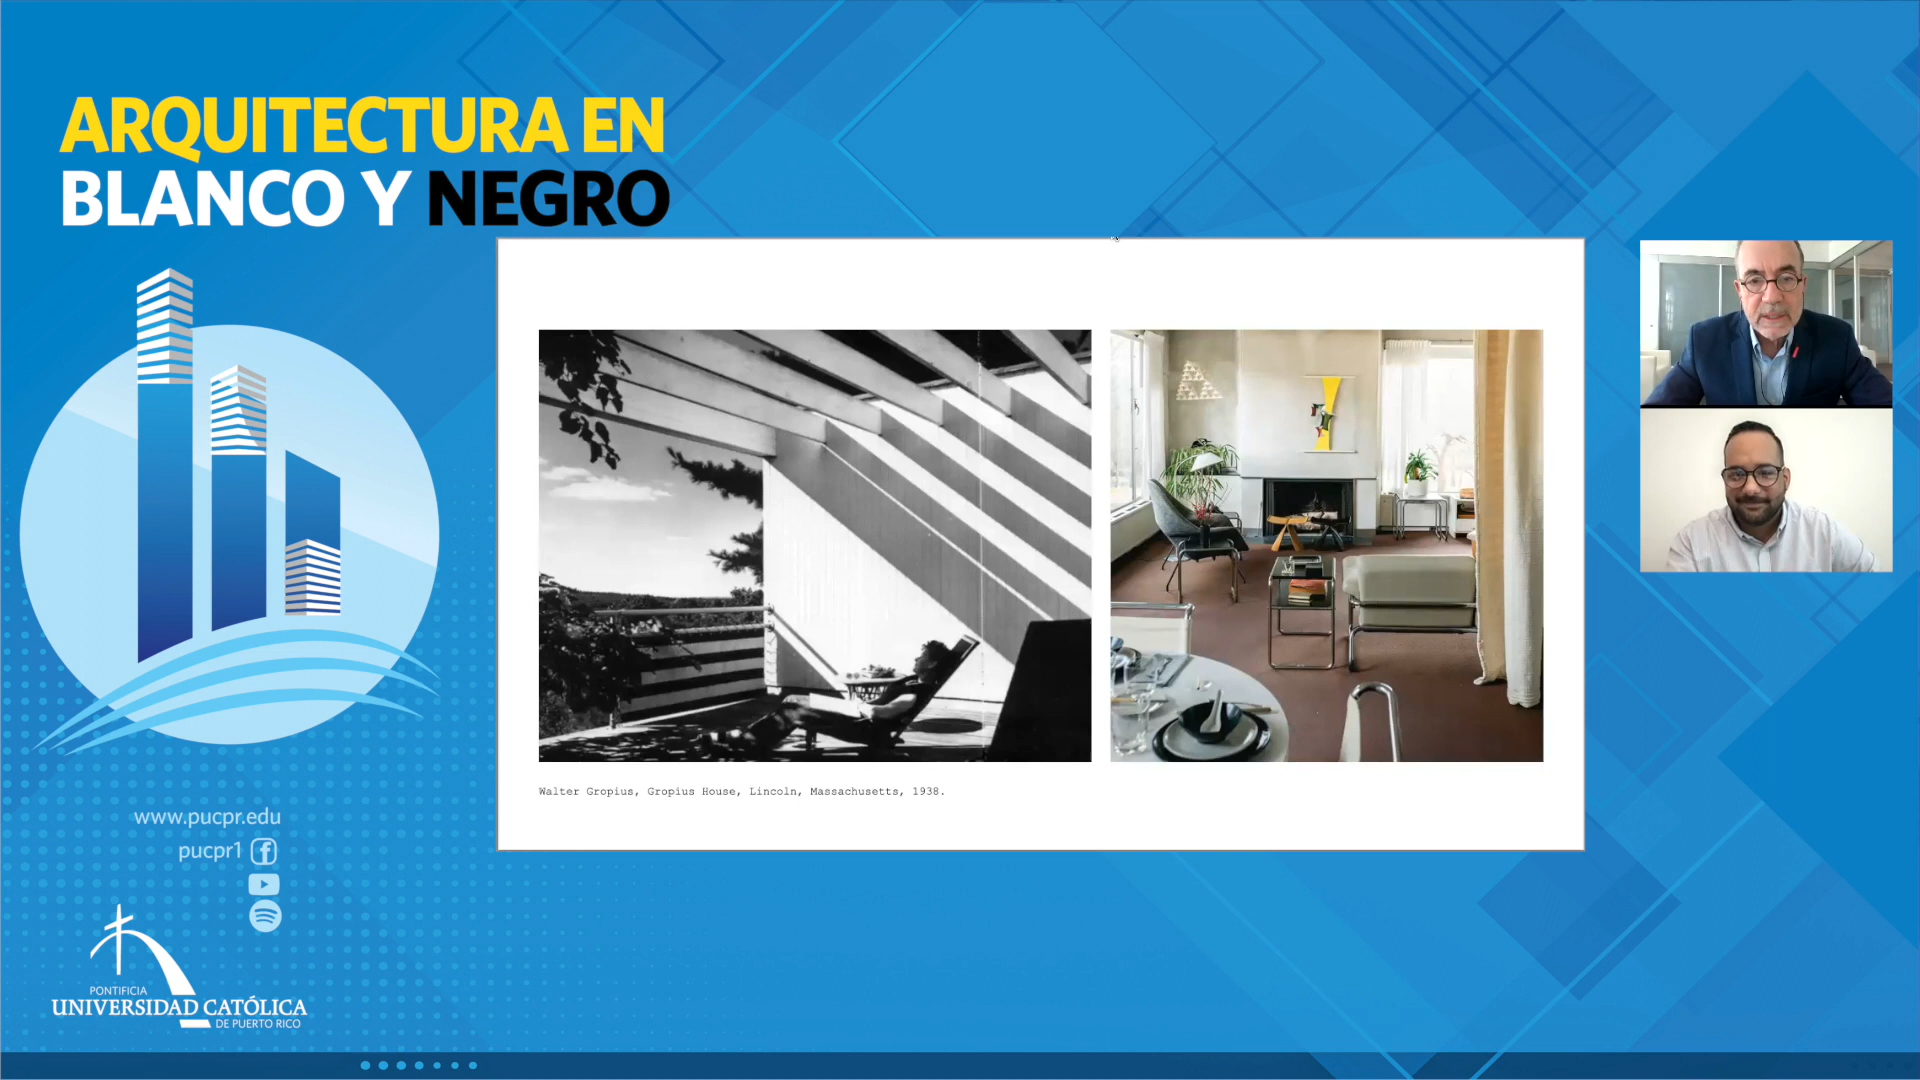 ARQUITECTURA EN
BLANCO Y NEGRO
Walter Gropius, Gropius House, Lincoln, Massachusetts, 1938.
www.pucpr.edu
pucpr1
PONTIFICIA
UNIVERSIDAD CATÓLICA
DE PUERTO RICO